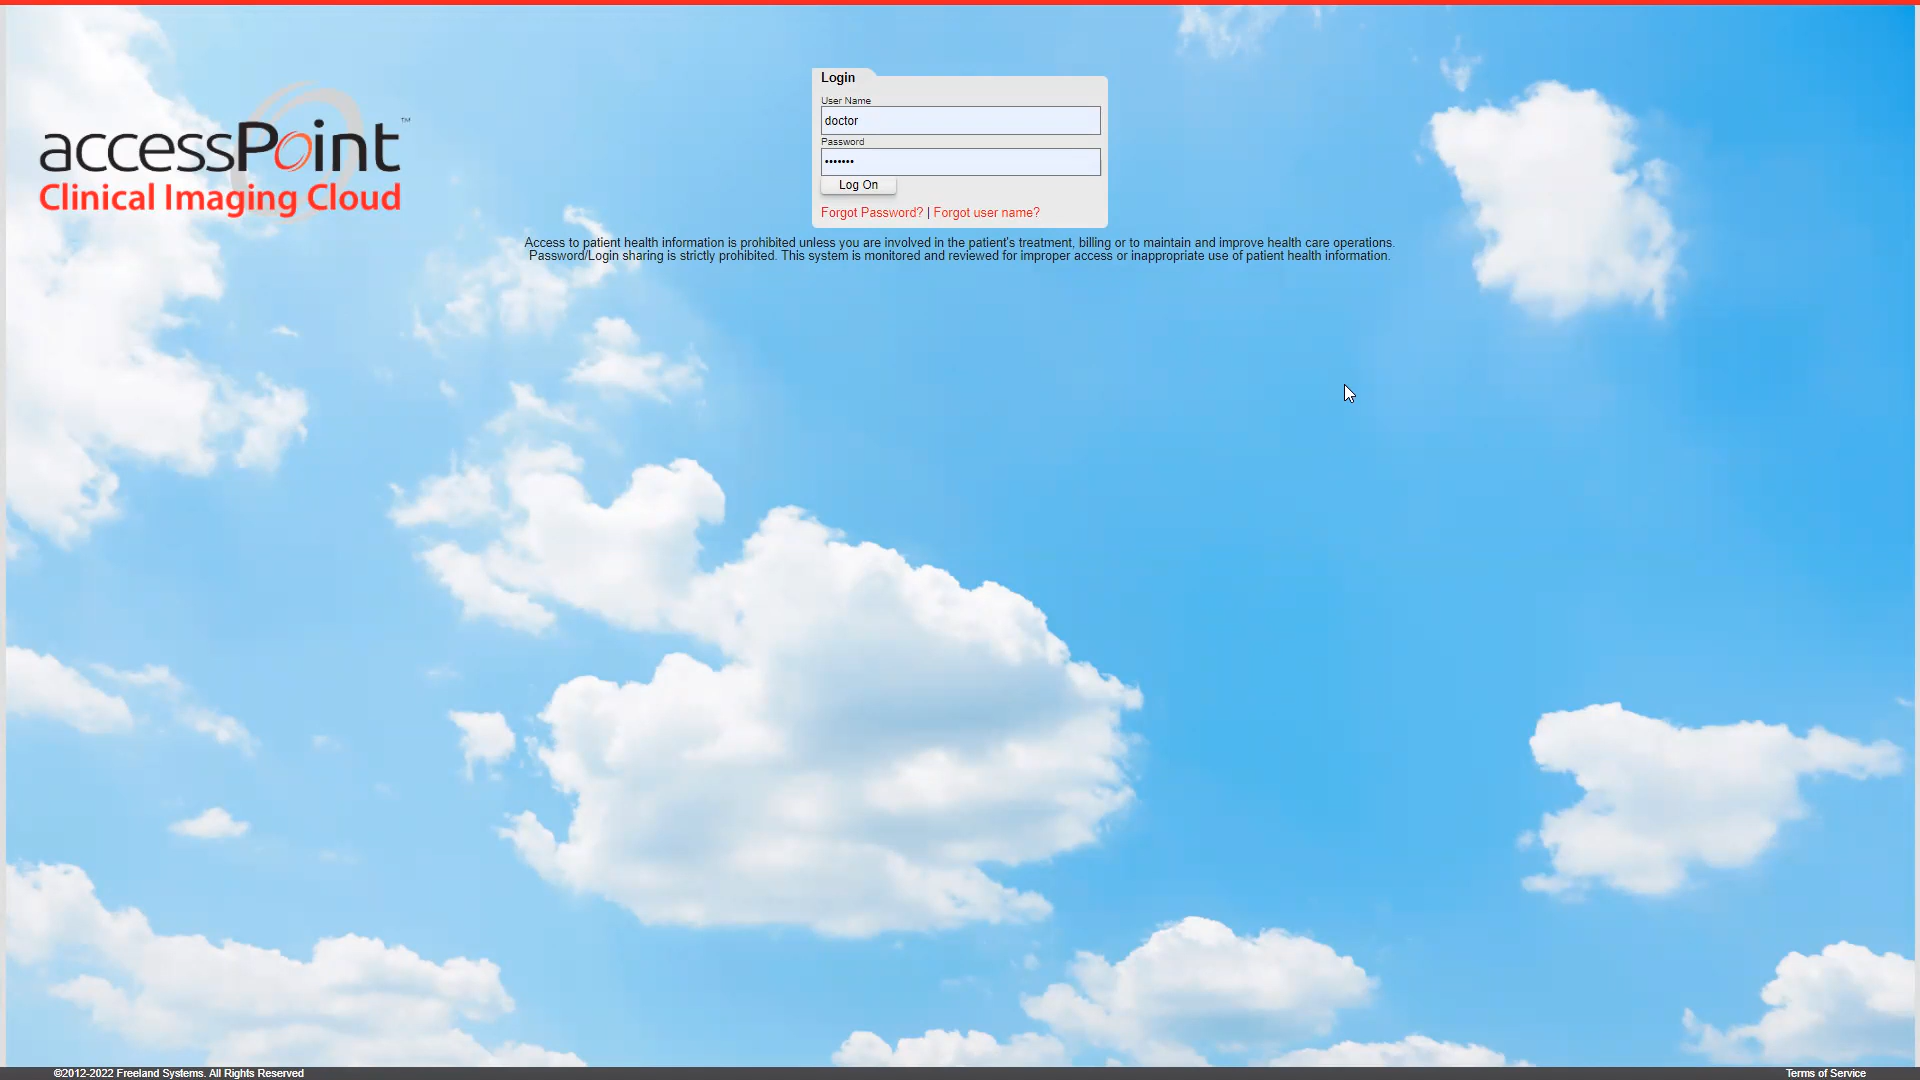 accessPoint™
Clinical Imaging Cloud
Login
User Name
doctor
Password
•••••••
Log On
Forgot Password? | Forgot user name?
Access to patient health information is prohibited unless you are involved in the patient's treatment, billing or to maintain and improve health care operations.
Password/Login sharing is strictly prohibited. This system is monitored and reviewed for improper access or inappropriate use of patient health information.
©2012-2022 Freeland Systems. All Rights Reserved
Terms of Service